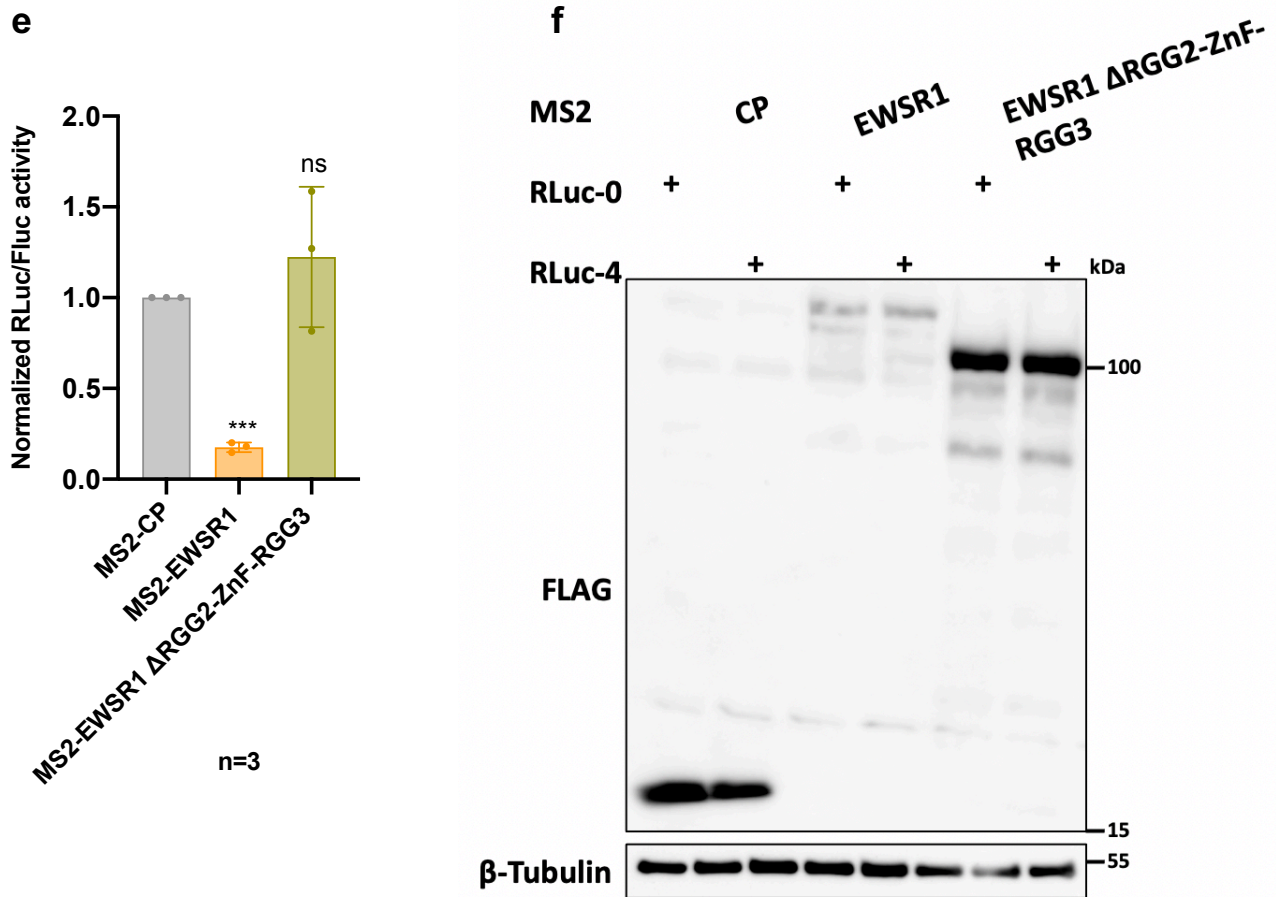 e
Normalized RLuc/Fluc activity
2.0
1.5
1.0
0.5
0.0
***
ns
MS2-CP
MS2-EWSR1
MS2-EWSR1 ΔRGG2-ZnF-RGG3
n=3
f
MS2
CP
EWSR1
EWSR1 ΔRGG2-ZnF-
RGG3
RLuc-0
+ + +
RLuc-4
+ + +
kDa
100
FLAG
15
β-Tubulin
55